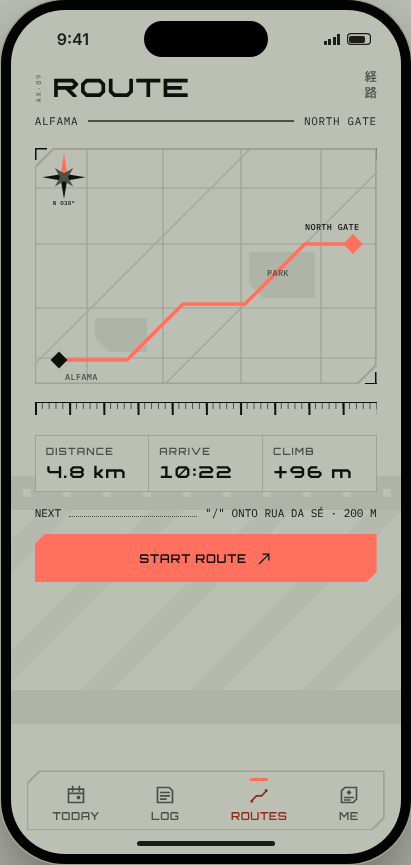 9:41
AX-09
ROUTE
経路
ALFAMA
NORTH GATE
N 038°
NORTH GATE
PARK
ALFAMA
DISTANCE
4.8 km
ARRIVE
10:22
CLIMB
+96 m
NEXT
"/" ONTO RUA DA SÉ · 200 M
START ROUTE ↗
TODAY
LOG
ROUTES
ME